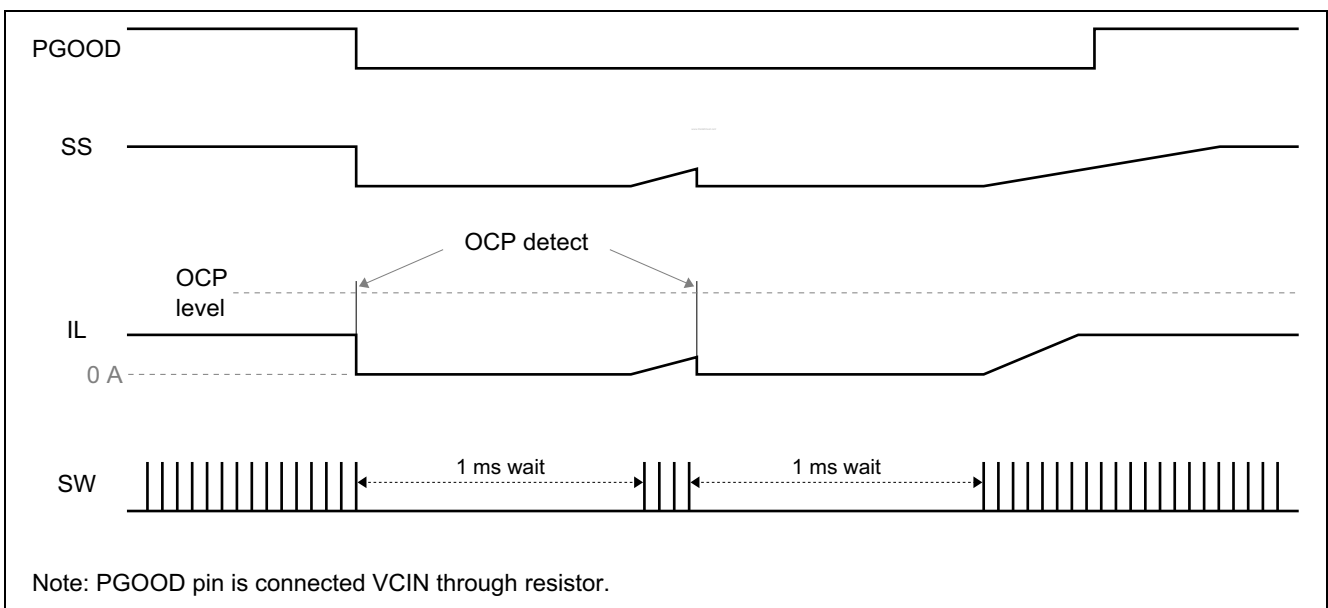 PGOOD
SS
OCP detect
OCP
level
IL
0 A
1 ms wait
1 ms wait
SW
Note: PGOOD pin is connected VCIN through resistor.